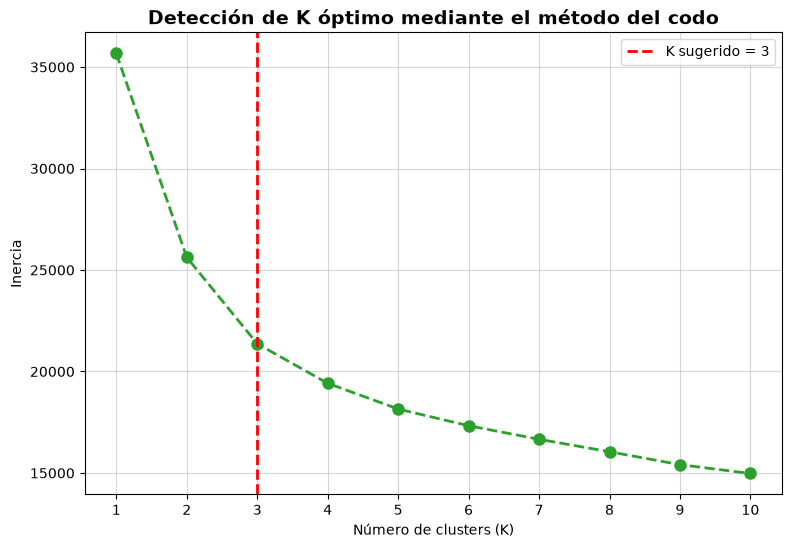 Detección de K óptimo mediante el método del codo
K sugerido = 3
35000
30000
25000
20000
15000
Inercia
1 2 3 4 5 6 7 8 9 10
Número de clusters (K)